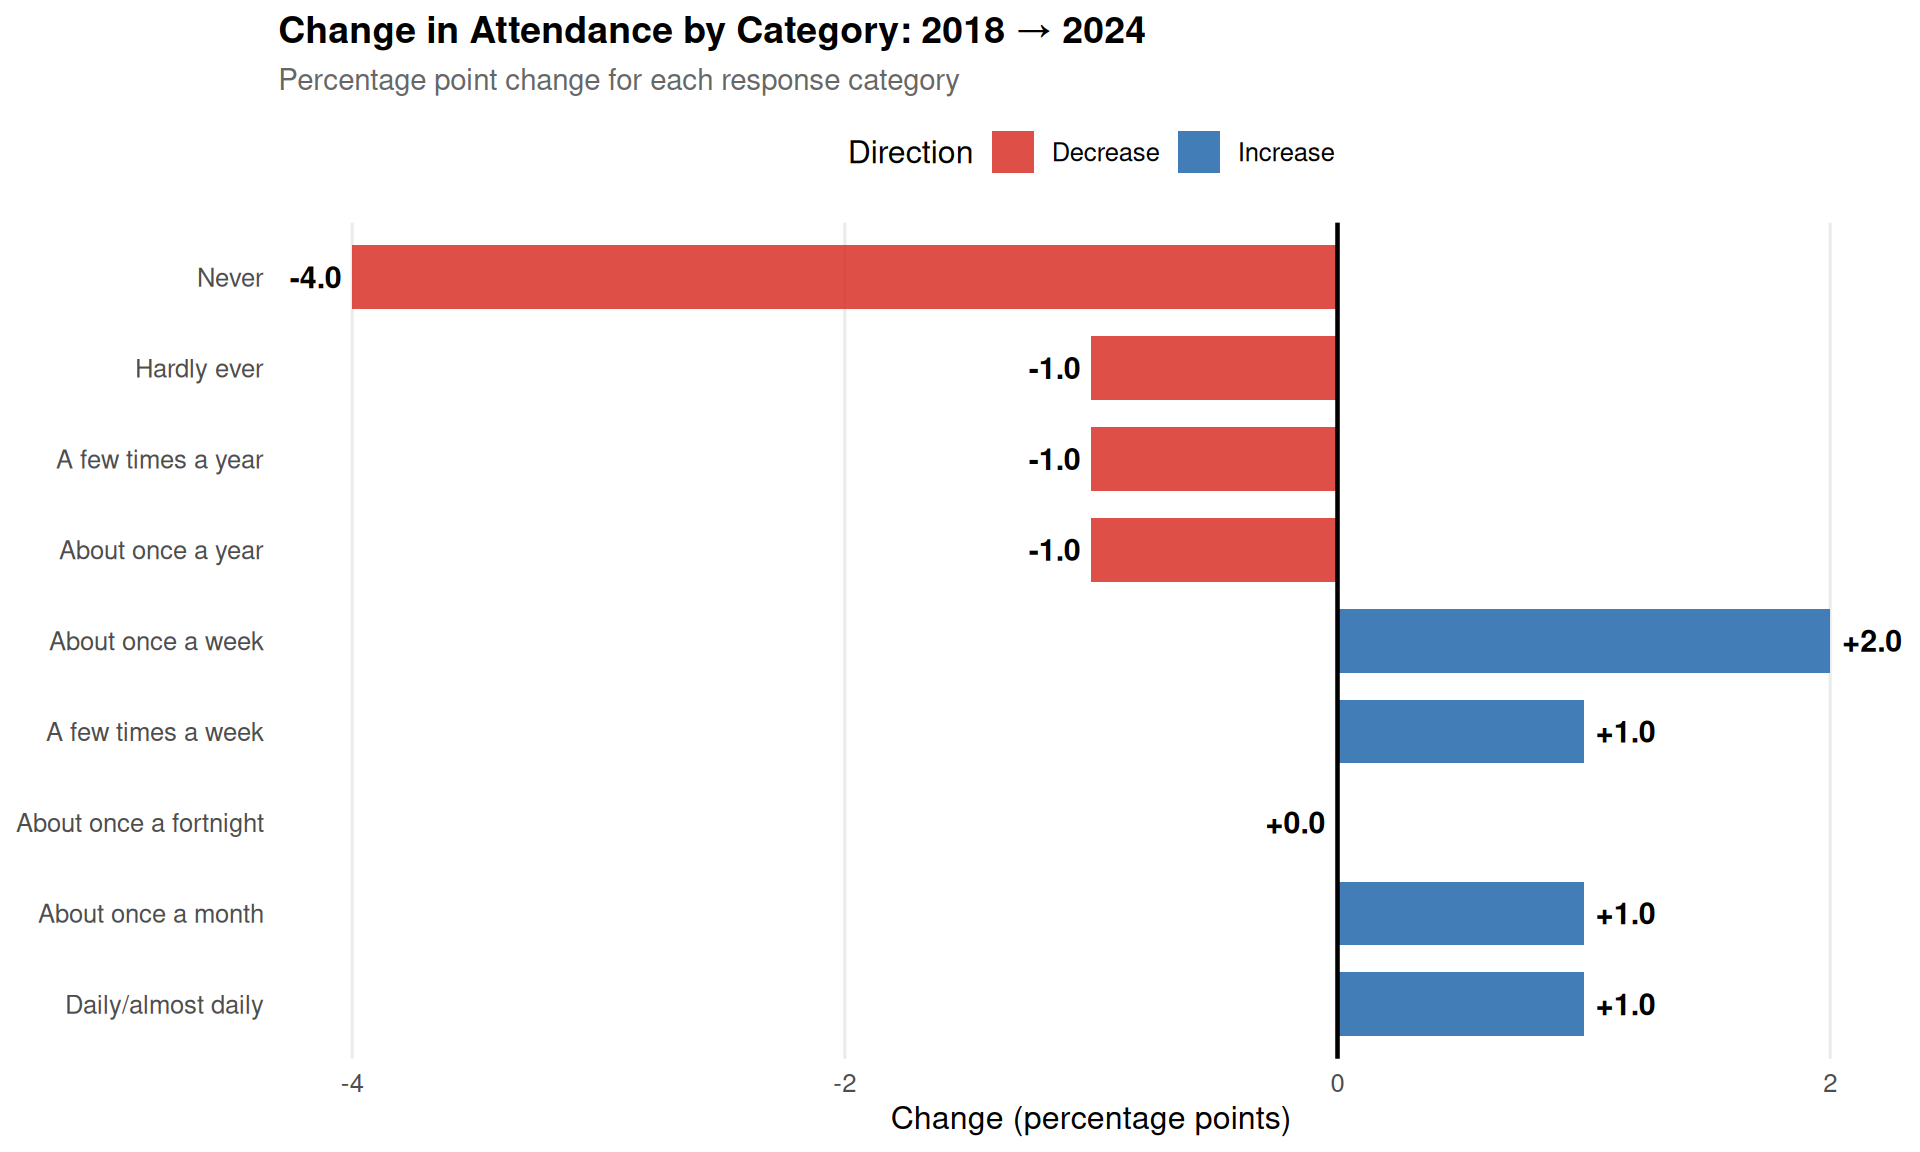 Change in Attendance by Category: 2018 → 2024
Percentage point change for each response category
Direction Decrease Increase
Never -4.0
Hardly ever -1.0
A few times a year -1.0
About once a year -1.0
About once a week +2.0
A few times a week +1.0
About once a fortnight +0.0
About once a month +1.0
Daily/almost daily +1.0
-4 -2 0 2
Change (percentage points)